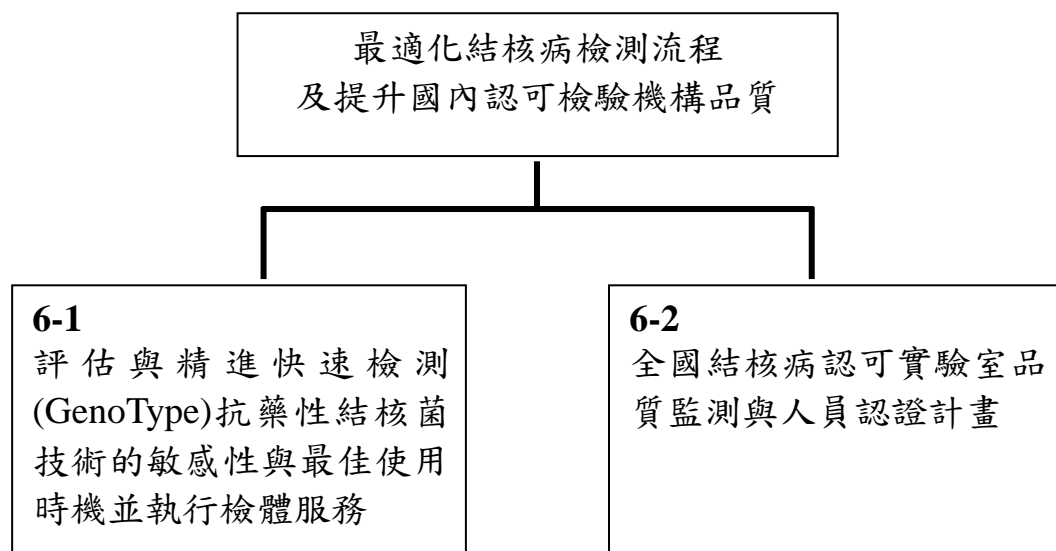 最適化結核病檢測流程
及提升國內認可檢驗機構品質
6-1
評估與精進快速檢測
(GenoType)抗藥性結核菌
技術的敏感性與最佳使用
時機並執行檢體服務
6-2
全國結核病認可實驗室品
質監測與人員認證計畫